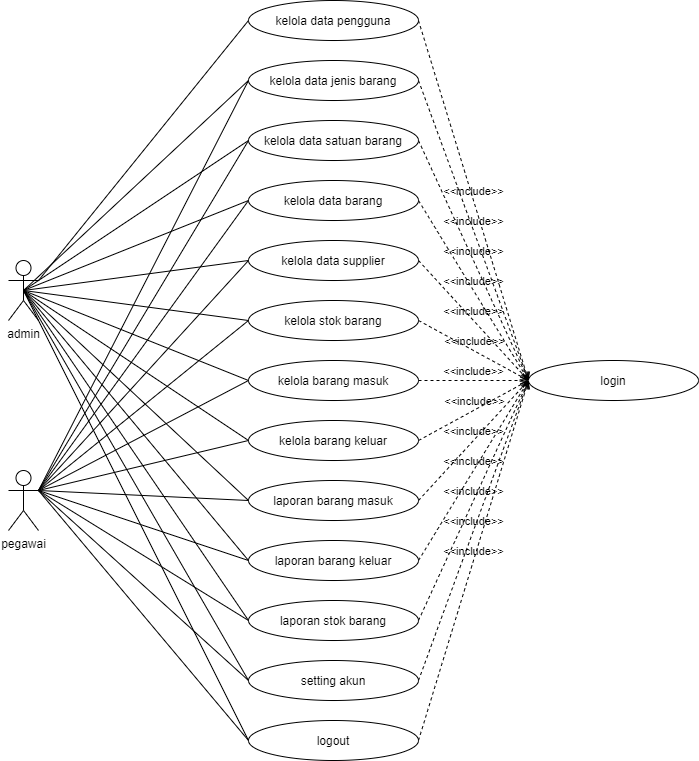 kelola data pengguna
kelola data jenis barang
kelola data satuan barang
kelola data barang
kelola data supplier
kelola stok barang
kelola barang masuk
kelola barang keluar
laporan barang masuk
laporan barang keluar
laporan stok barang
setting akun
logout
admin
pegawai
<<include>>
<<include>>
<<include>>
<<include>>
<<include>>
<<include>>
<<include>>
<<include>>
<<include>>
<<include>>
<<include>>
<<include>>
<<include>>
login